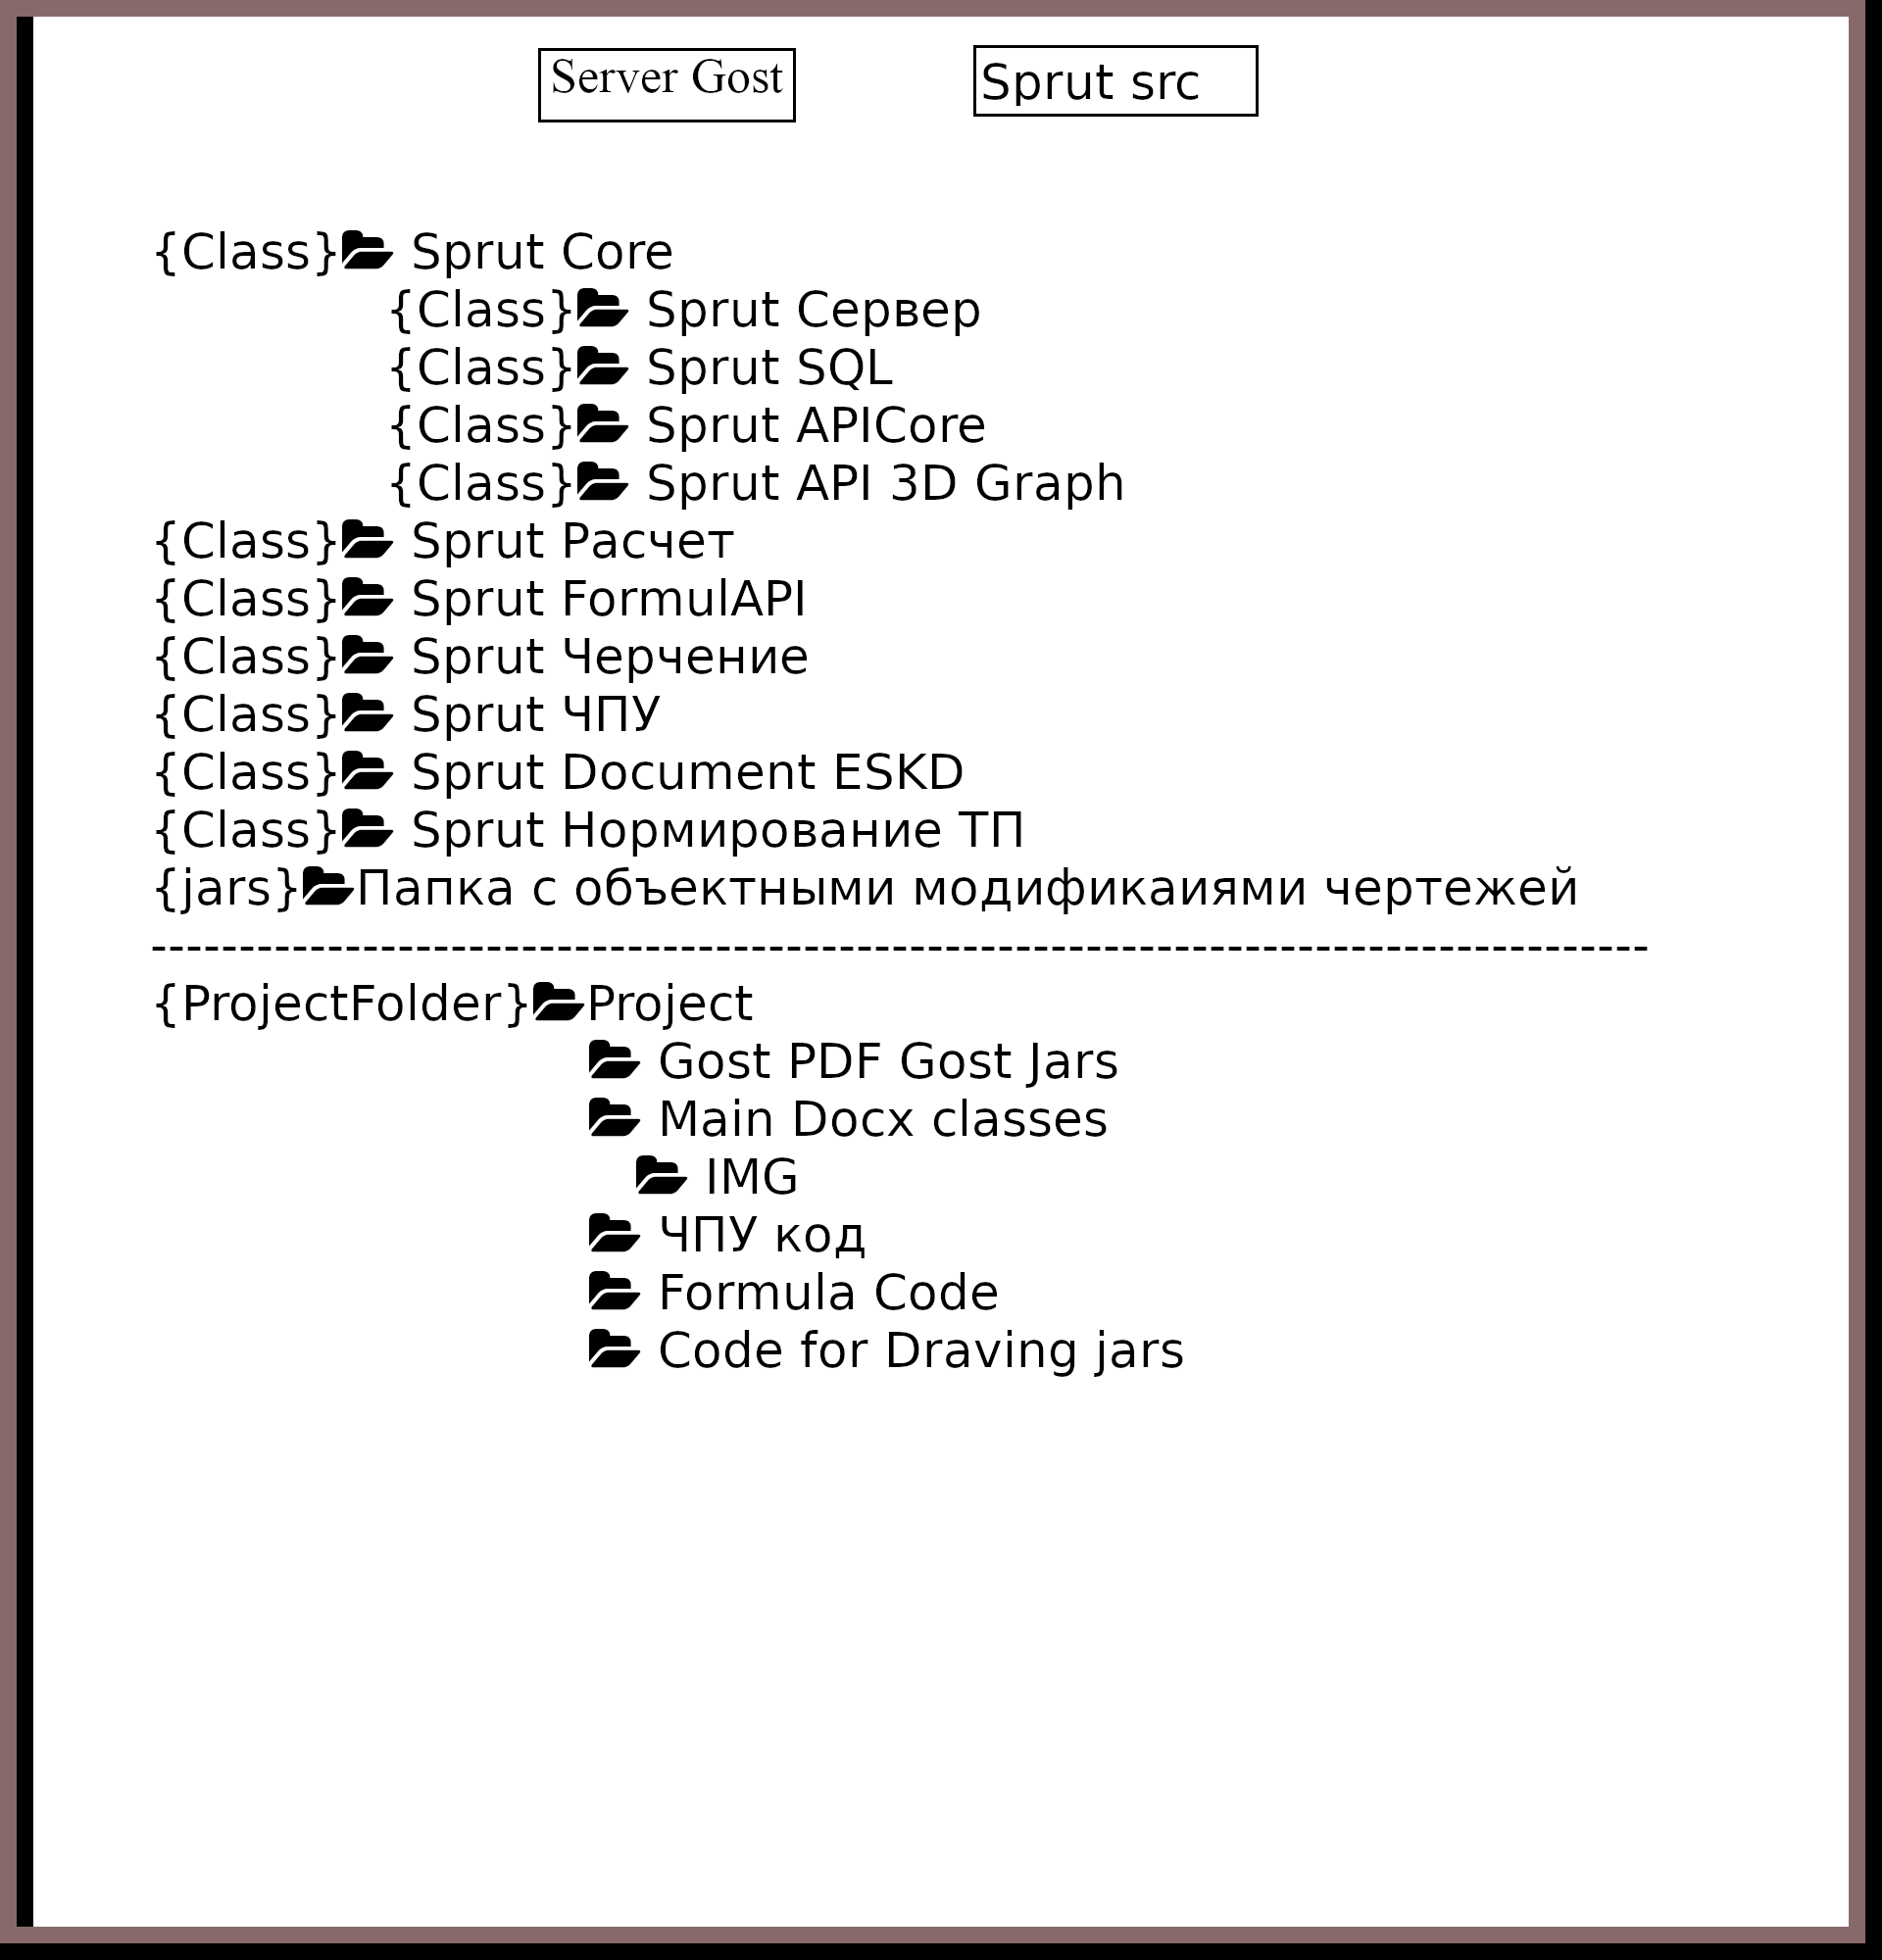 Server Gost
Sprut src
{Class} Sprut Core
{Class} Sprut Сервер
{Class} Sprut SQL
{Class} Sprut APICore
{Class} Sprut API 3D Graph
{Class} Sprut Расчет
{Class} Sprut FormulAPI
{Class} Sprut Черчение
{Class} Sprut ЧПУ
{Class} Sprut Document ESKD
{Class} Sprut Нормирование ТП
{jars}Папка с объектными модификаиями чертежей
-------------------------------------------------------------------------------------
{ProjectFolder}Project
Gost PDF Gost Jars
Main Docx classes
IMG
ЧПУ код
Formula Code
Code for Draving jars